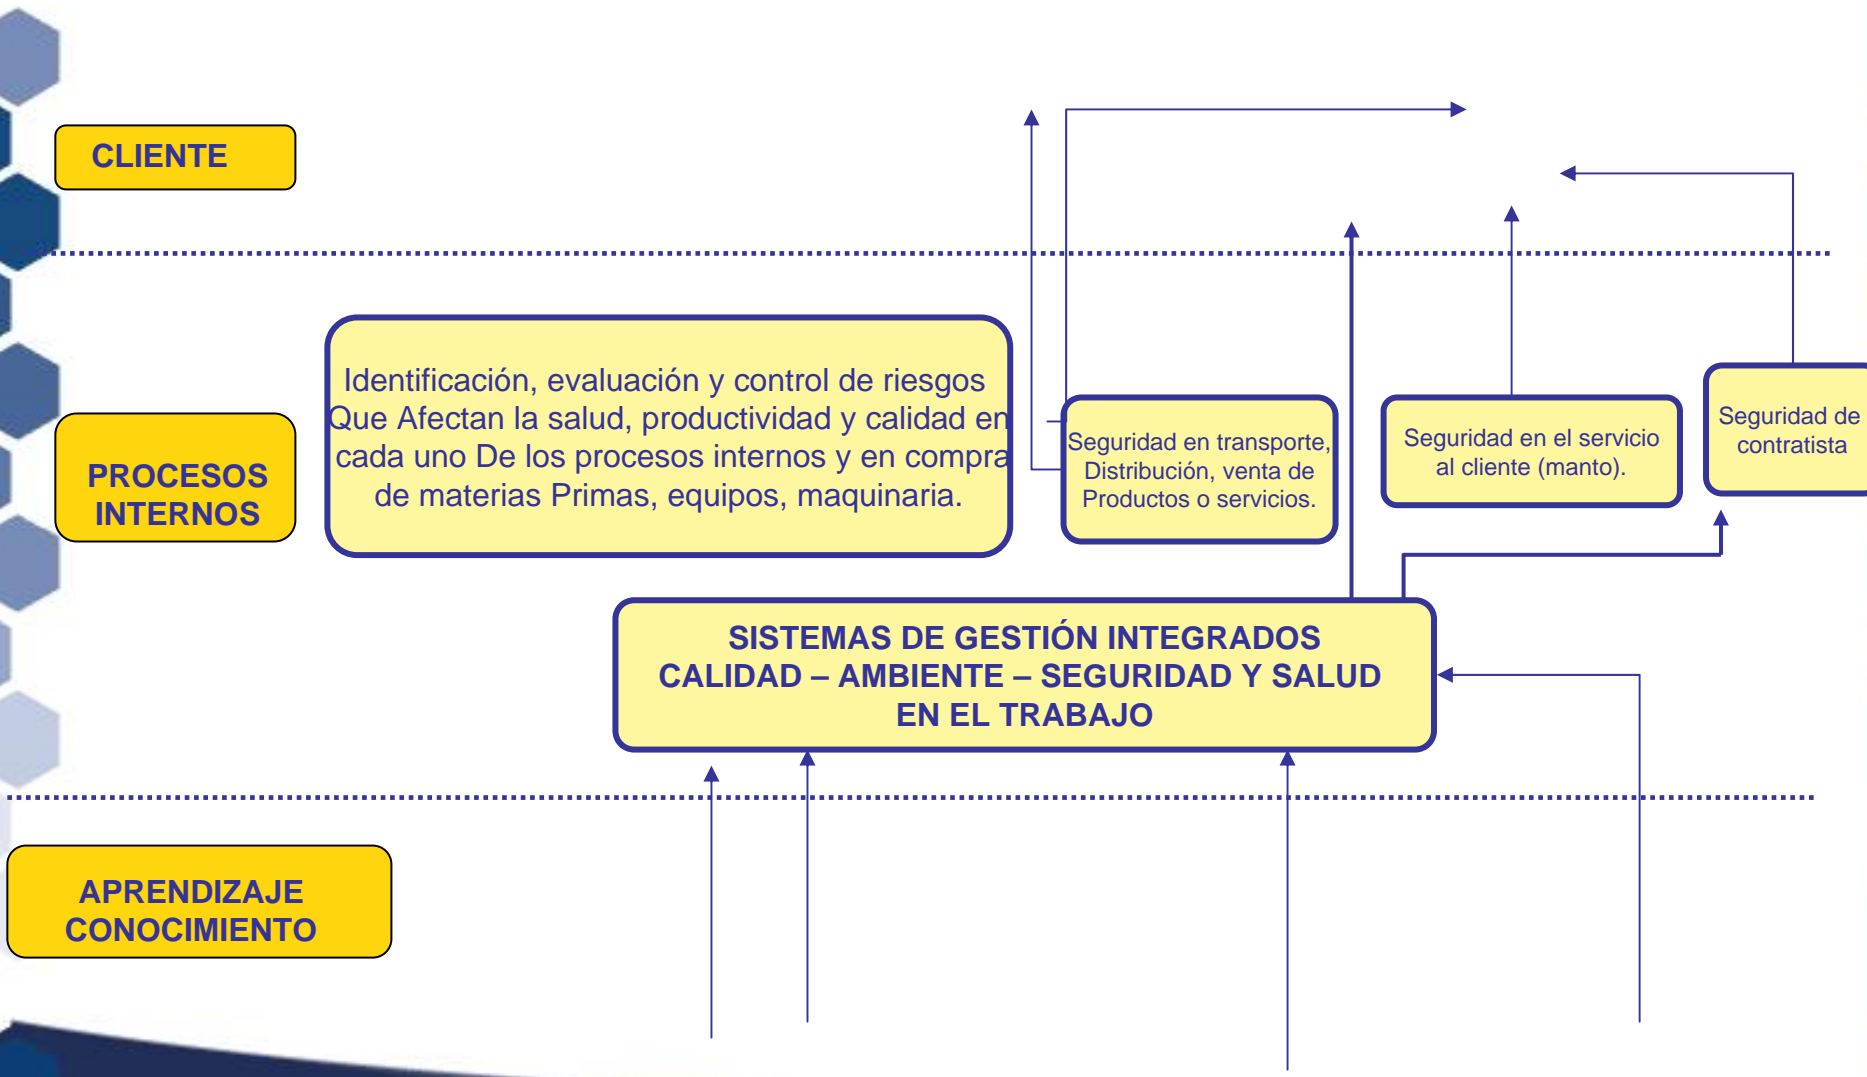 CLIENTE
Identificación, evaluación y control de riesgos
Que Afectan la salud, productividad y calidad en
cada uno De los procesos internos y en compra
de materias Primas, equipos, maquinaria.
Seguridad en transporte,
Distribución, venta de
Productos o servicios.
Seguridad en el servicio
al cliente (manto).
Seguridad de
contratista
PROCESOS
INTERNOS
SISTEMAS DE GESTIÓN INTEGRADOS
CALIDAD – AMBIENTE – SEGURIDAD Y SALUD
EN EL TRABAJO
APRENDIZAJE
CONOCIMIENTO